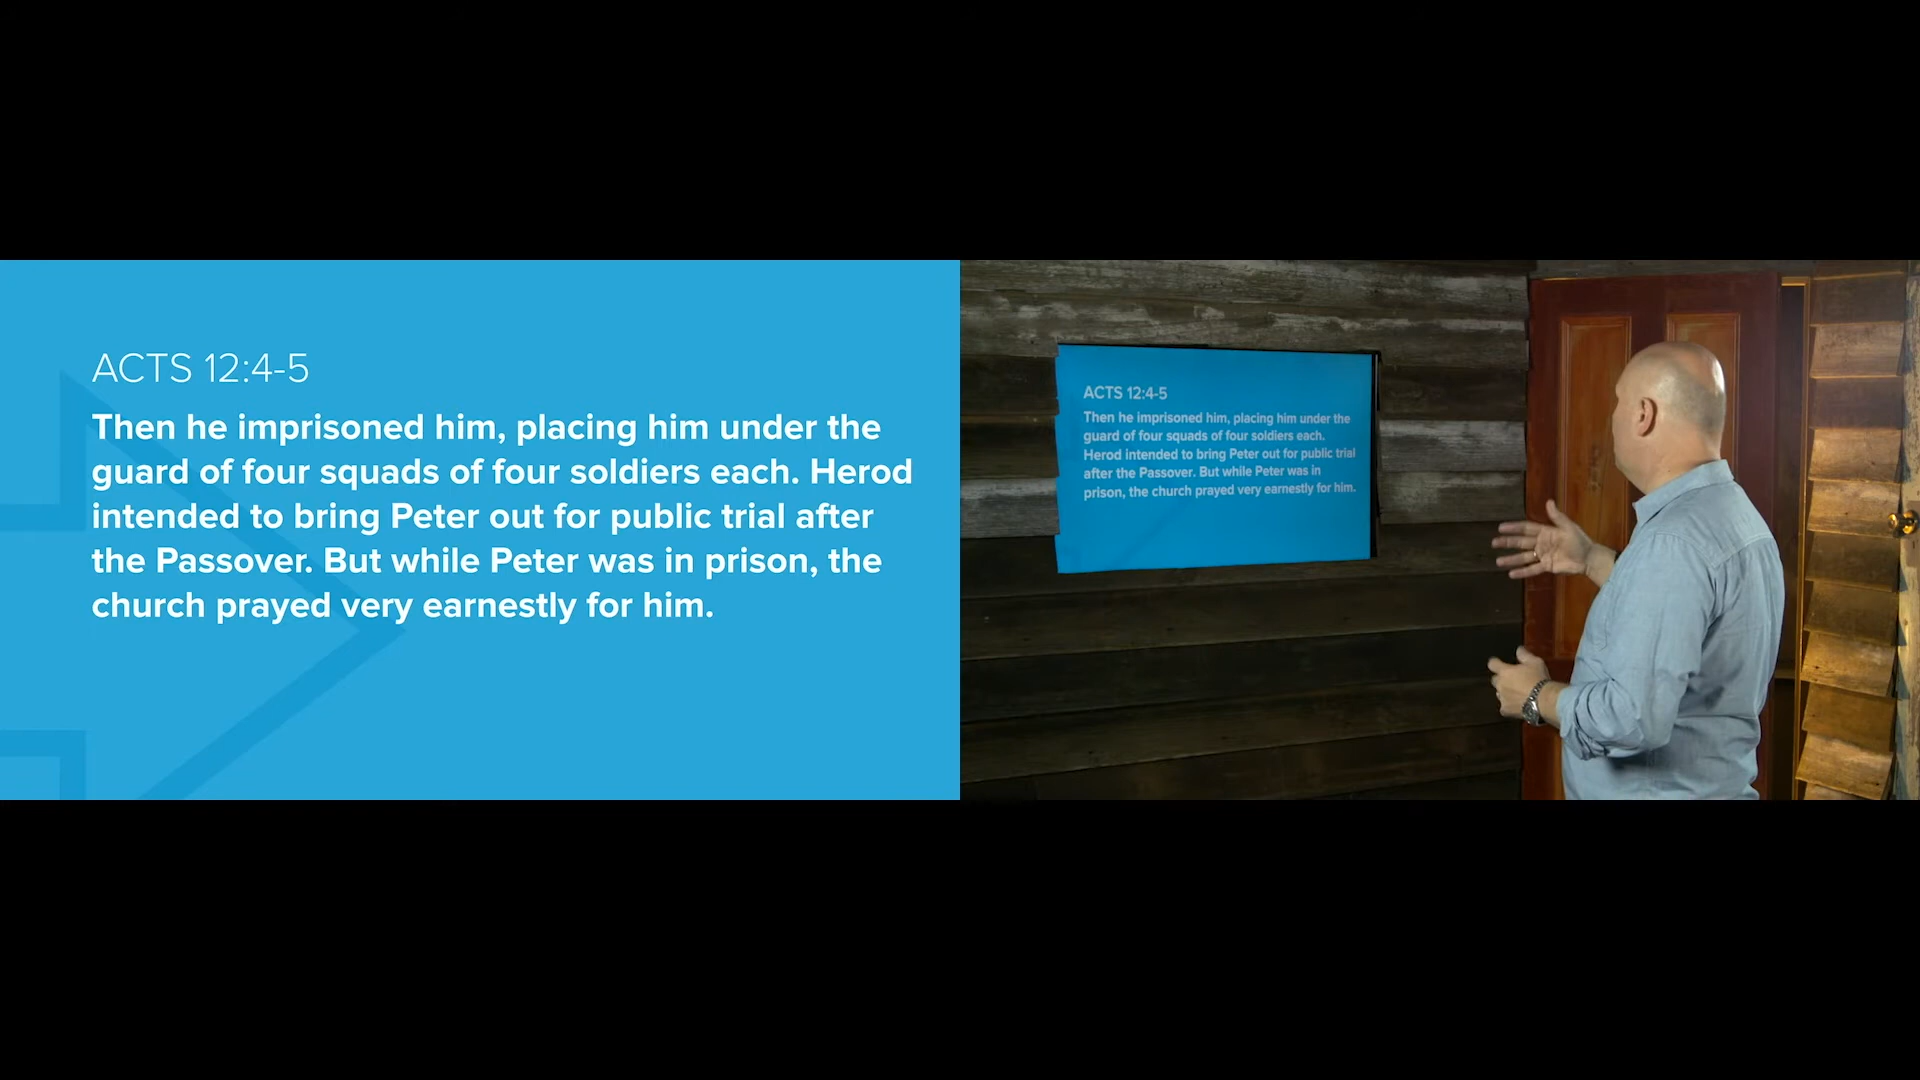 ACTS 12:4-5
Then he imprisoned him, placing him under the
guard of four squads of four soldiers each. Herod
intended to bring Peter out for public trial after
the Passover. But while Peter was in prison, the
church prayed very earnestly for him.
ACTS 12:4-5
Then he imprisoned him, placing him under the
guard of four squads of four soldiers each.
Herod intended to bring Peter out for public trial
after the Passover. But while Peter was in
prison, the church prayed very earnestly for him.